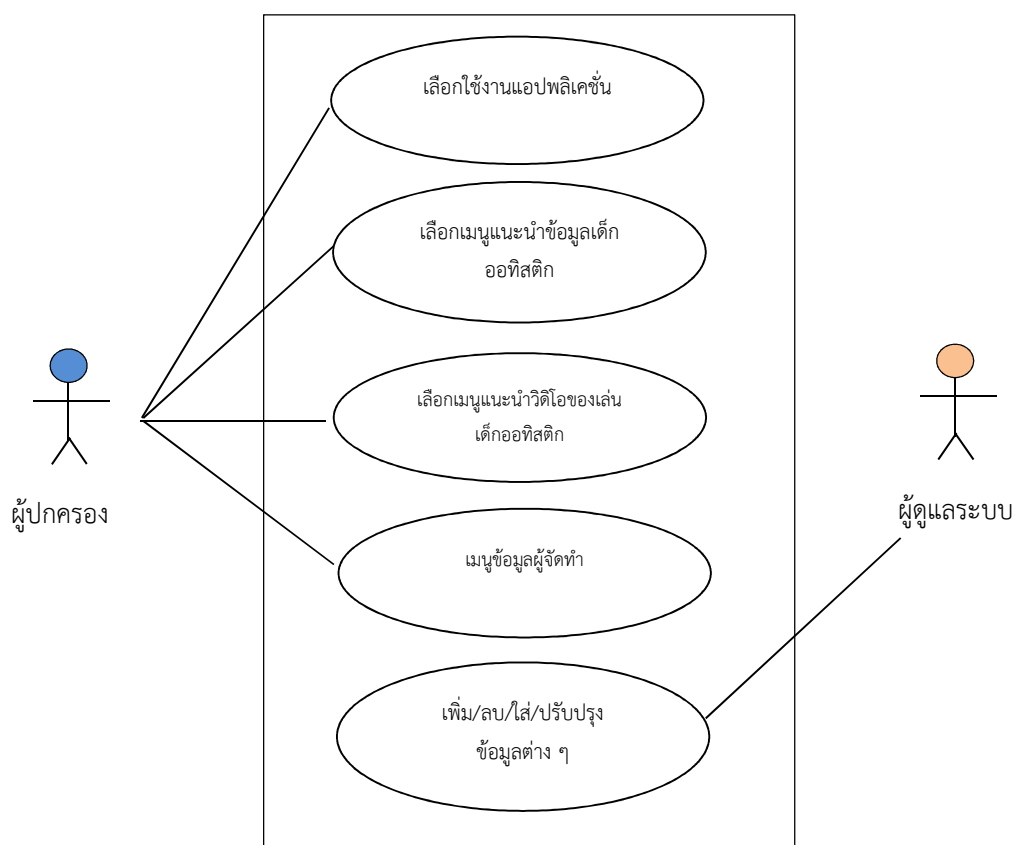 เลือกใช้งานแอปพลิเคชั่น
เลือกเมนูแนะนำข้อมูลเด็ก
ออทิสติก
เลือกเมนูแนะนำวิดิโอของเล่น
เด็กออทิสติก
ผู้ปกครอง
ผู้ดูแลระบบ
เมนูข้อมูลผู้จัดทำ
เพิ่ม/ลบ/ใส่/ปรับปรุง
ข้อมูลต่าง ๆ